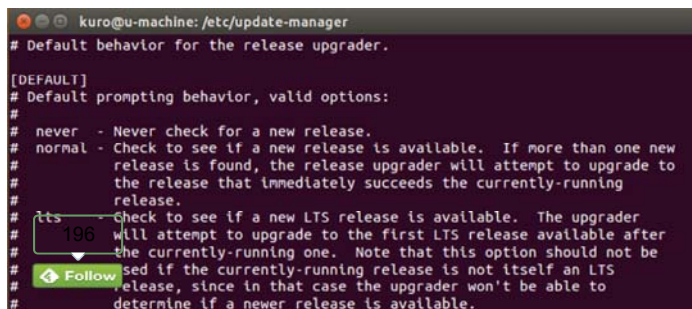 kuro@u-machine: /etc/update-manager
# Default behavior for the release upgrader.
[DEFAULT]
# Default prompting behavior, valid options:
#
#  never  - Never check for a new release.
#  normal - Check to see if a new release is available.  If more than one new
#           release is found, the release upgrader will attempt to upgrade to
#           the release that immediately succeeds the currently-running
#           release.
#  lts    - Check to see if a new LTS release is available.  The upgrader
#           will attempt to upgrade to the first LTS release available after
196
#           the currently-running one.  Note that this option should not be
#           used if the currently-running release is not itself an LTS
Follow
#           release, since in that case the upgrader won't be able to
#           determine if a newer release is available.